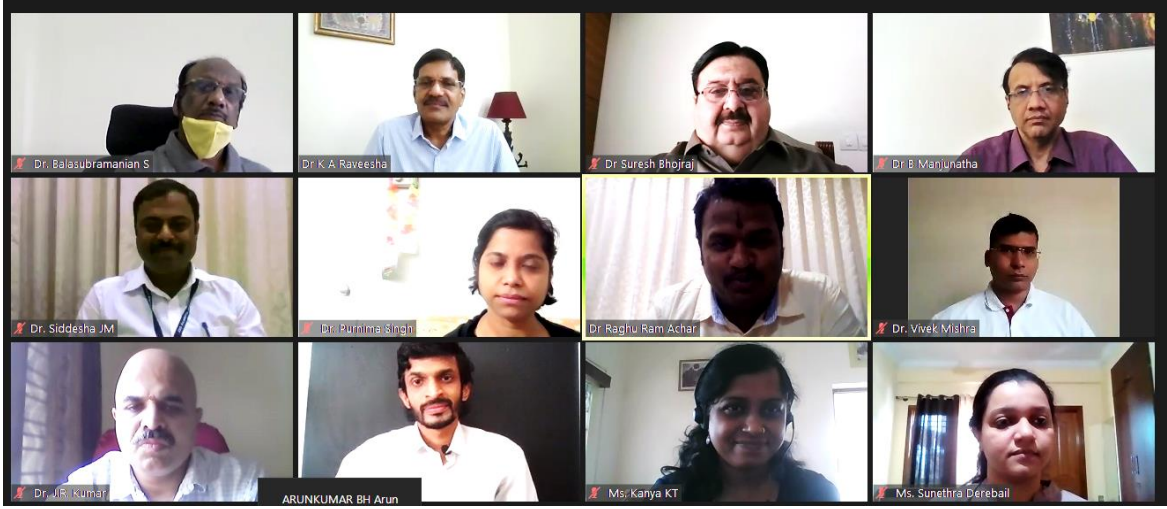 Dr. Balasubramanian S
Dr K A Raveesha
Dr Suresh Bhojraj
Dr B Manjunatha
Dr. Siddesha JM
Dr. Purnima Singh
Dr Raghu Ram Achar
Dr. Vivek Mishra
Dr. J.R. Kumar
ARUNKUMAR BH Arun
Ms. Kanya KT
Ms. Sunethra Derebail